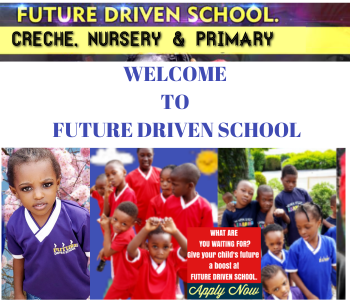 FUTURE DRIVEN SCHOOL.
CRECHE, NURSERY & PRIMARY
WELCOME
TO
FUTURE DRIVEN SCHOOL
WHAT ARE
YOU WAITING FOR?
Give your child's future
a boost at
FUTURE DRIVEN SCHOOL.
Apply Now